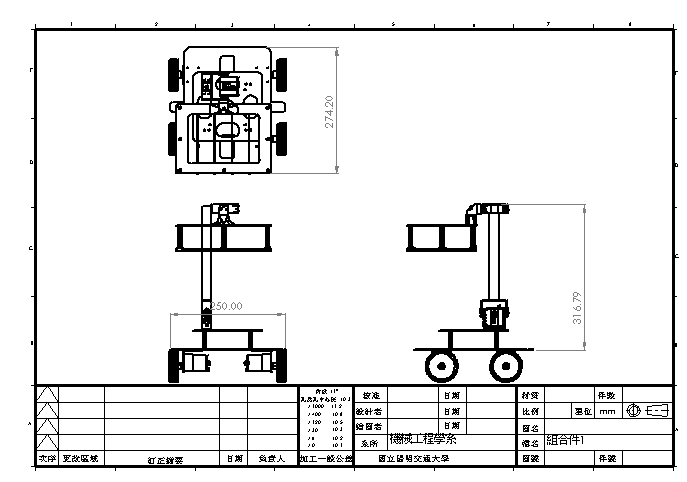 1 2 3 4 5 6 7 8
274.20
250.00
316.79
核准 日期 材質 件數
設計者 日期 比例 單位 mm
繪圖者 日期 圖名
系所 機械工程學系 檔名 組合件1
次序 更改區域 訂正摘要 日期 負責人 加工一般公差 國立陽明交通大學 圖號 件號